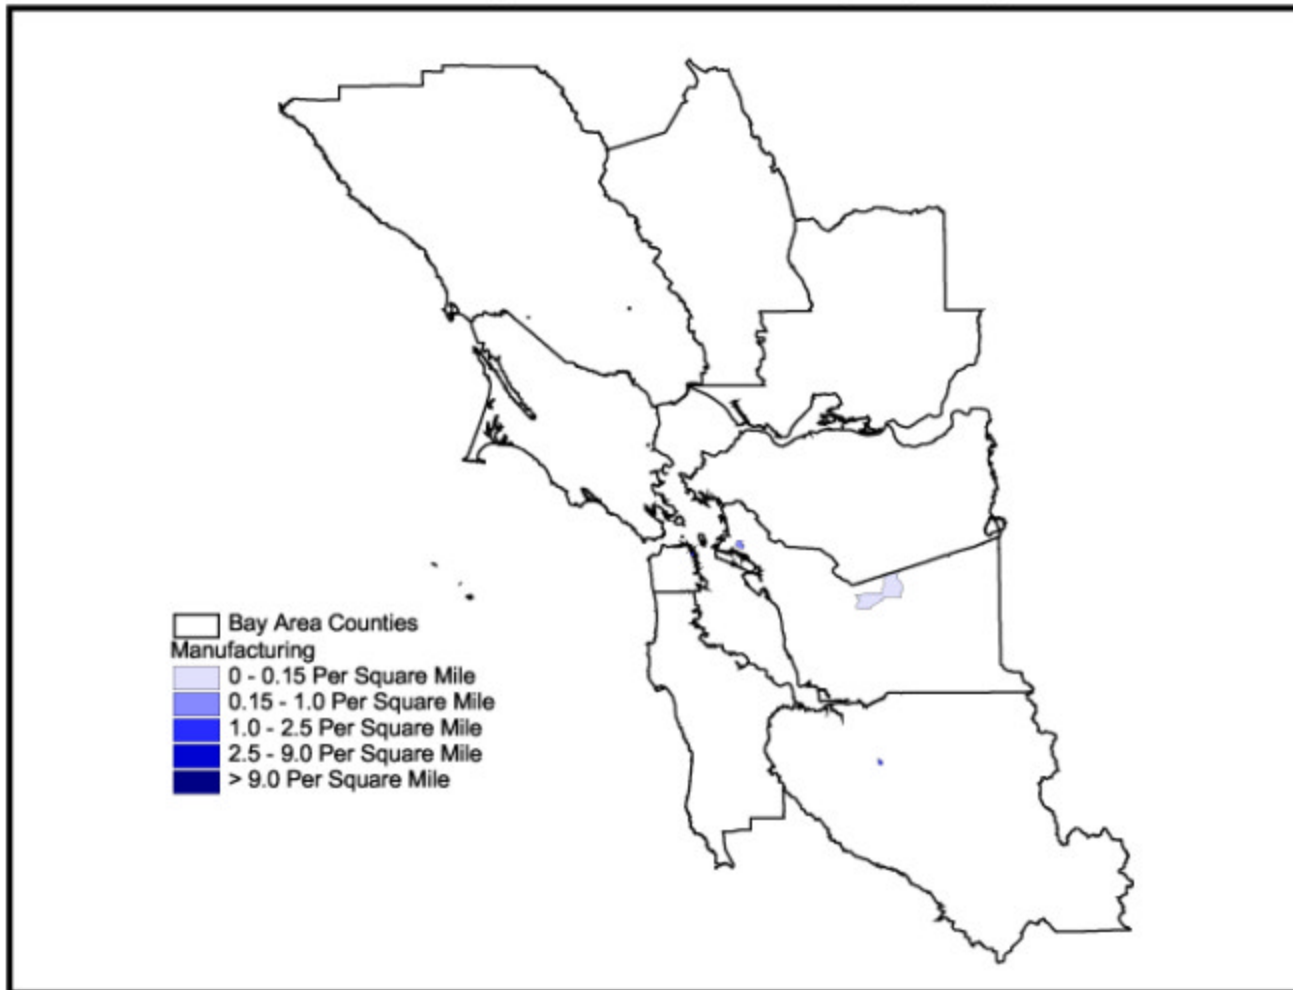 Bay Area Counties
Manufacturing
0 - 0.15 Per Square Mile
0.15 - 1.0 Per Square Mile
1.0 - 2.5 Per Square Mile
2.5 - 9.0 Per Square Mile
> 9.0 Per Square Mile